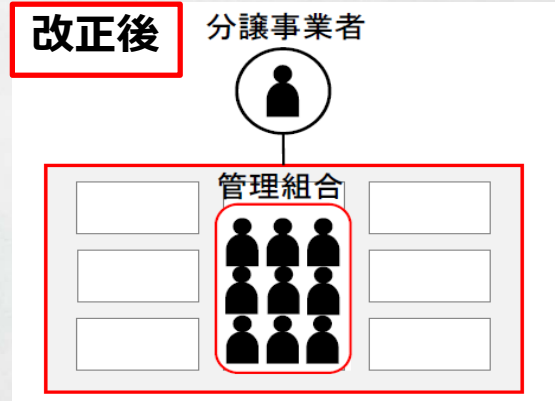 改正後
分譲事業者
管理組合